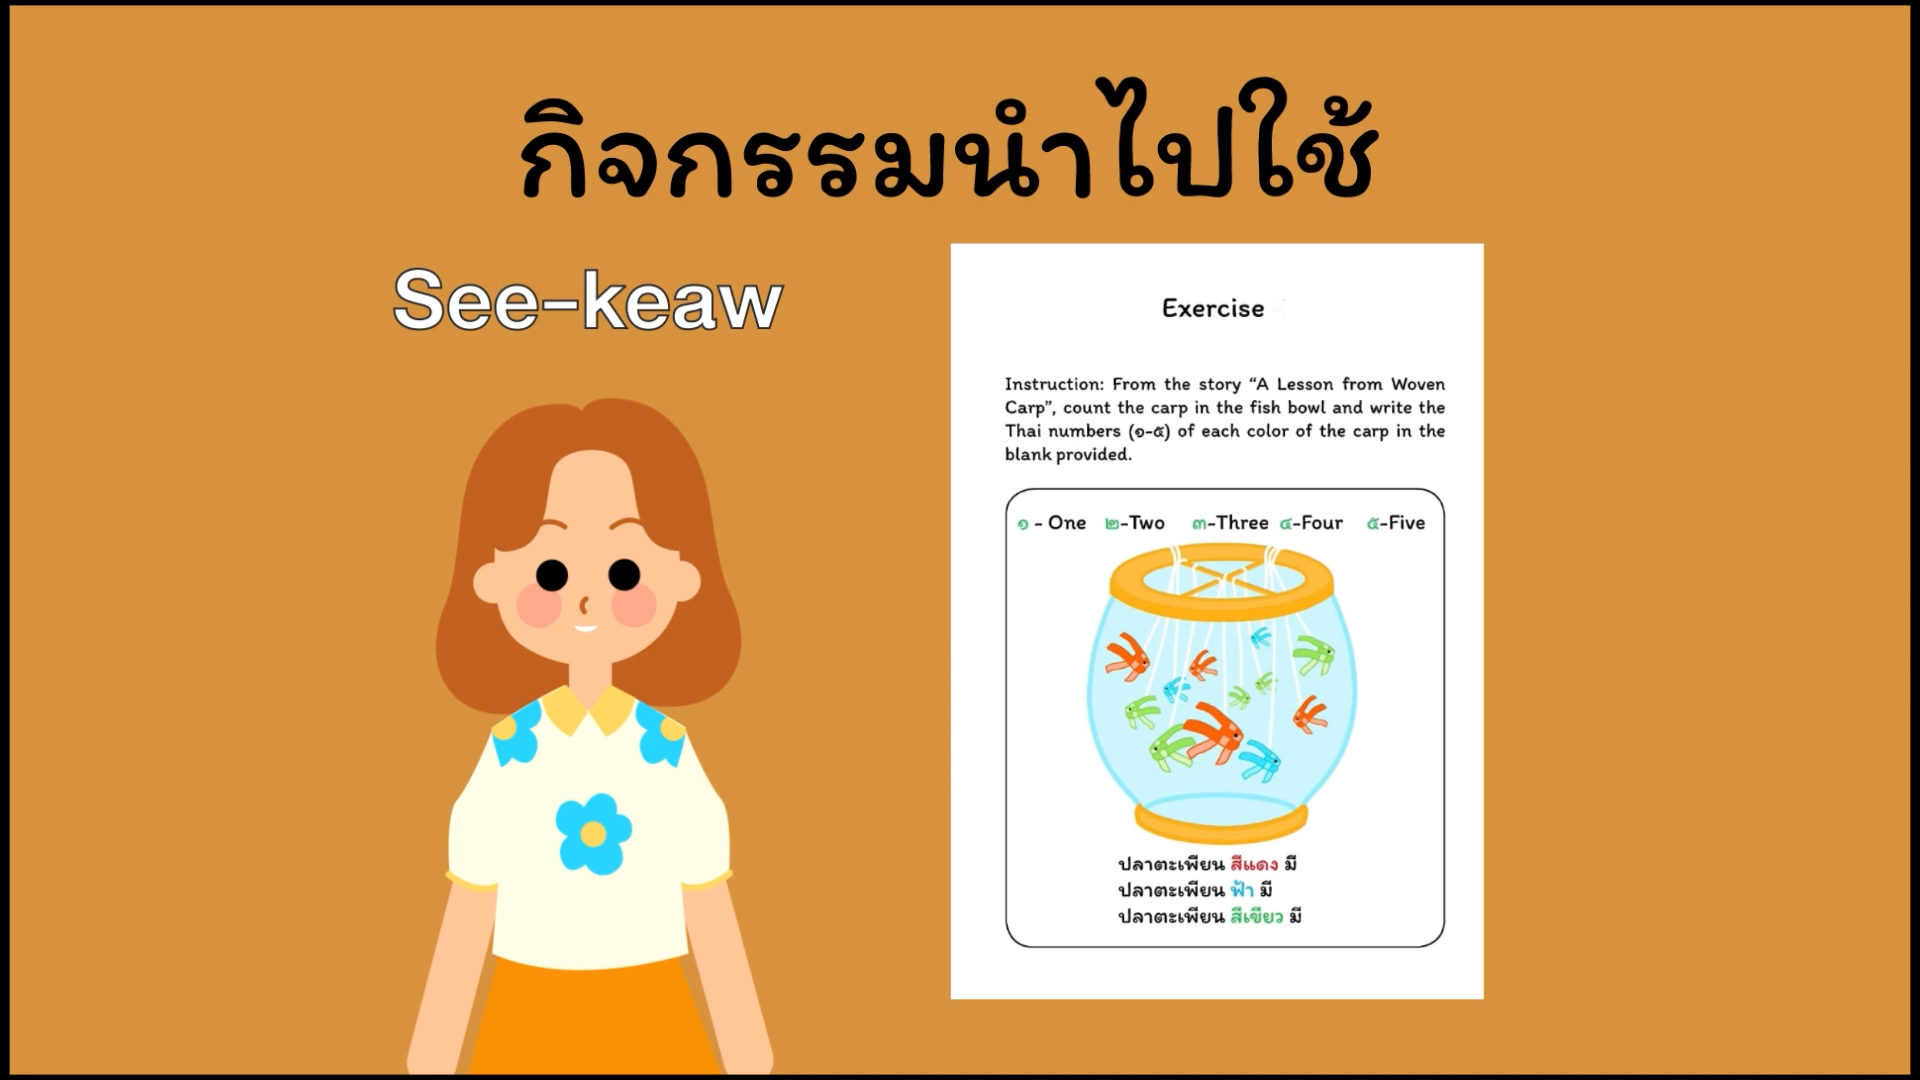 กิจกรรมนำไปใช้
See-keaw
Exercise
Instruction: From the story “A Lesson from Woven
Carp”, count the carp in the fish bowl and write the
Thai numbers (๑-๕) of each color of the carp in the
blank provided.
๑ - One ๒-Two ๓-Three ๔-Four ๕-Five
ปลาตะเพียน สีแดง มี
ปลาตะเพียน ฟ้า มี
ปลาตะเพียน สีเขียว มี